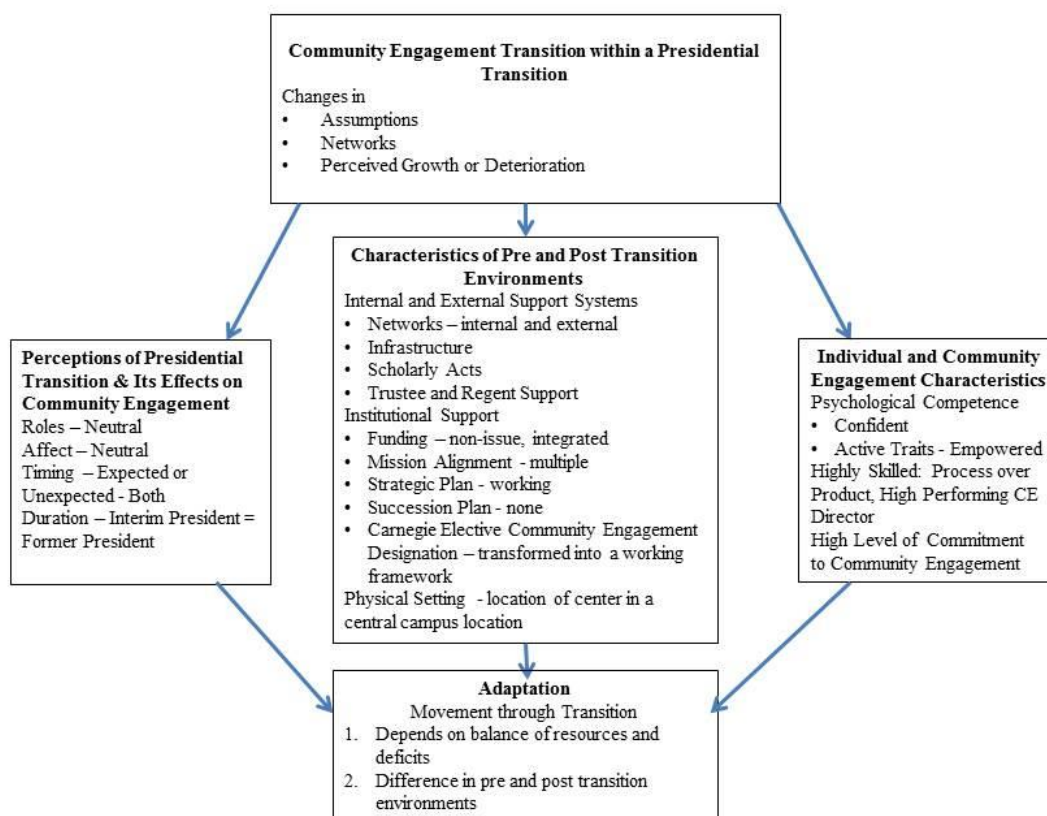 Community Engagement Transition within a Presidential
Transition
Changes in
• Assumptions
• Networks
• Perceived Growth or Deterioration
Perceptions of Presidential
Transition & Its Effects on
Community Engagement
Roles – Neutral
Affect – Neutral
Timing – Expected or
Unexpected - Both
Duration – Interim President =
Former President
Characteristics of Pre and Post Transition
Environments
Internal and External Support Systems
• Networks – internal and external
• Infrastructure
• Scholarly Acts
• Trustee and Regent Support
Institutional Support
• Funding – non-issue, integrated
• Mission Alignment - multiple
• Strategic Plan - working
• Succession Plan - none
• Carnegie Elective Community Engagement
Designation – transformed into a working
framework
Physical Setting - location of center in a
central campus location
Individual and Community
Engagement Characteristics
Psychological Competence
• Confident
• Active Traits - Empowered
Highly Skilled: Process over
Product, High Performing CE
Director
High Level of Commitment
to Community Engagement
Adaptation
Movement through Transition
1. Depends on balance of resources and
deficits
2. Difference in pre and post transition
environments